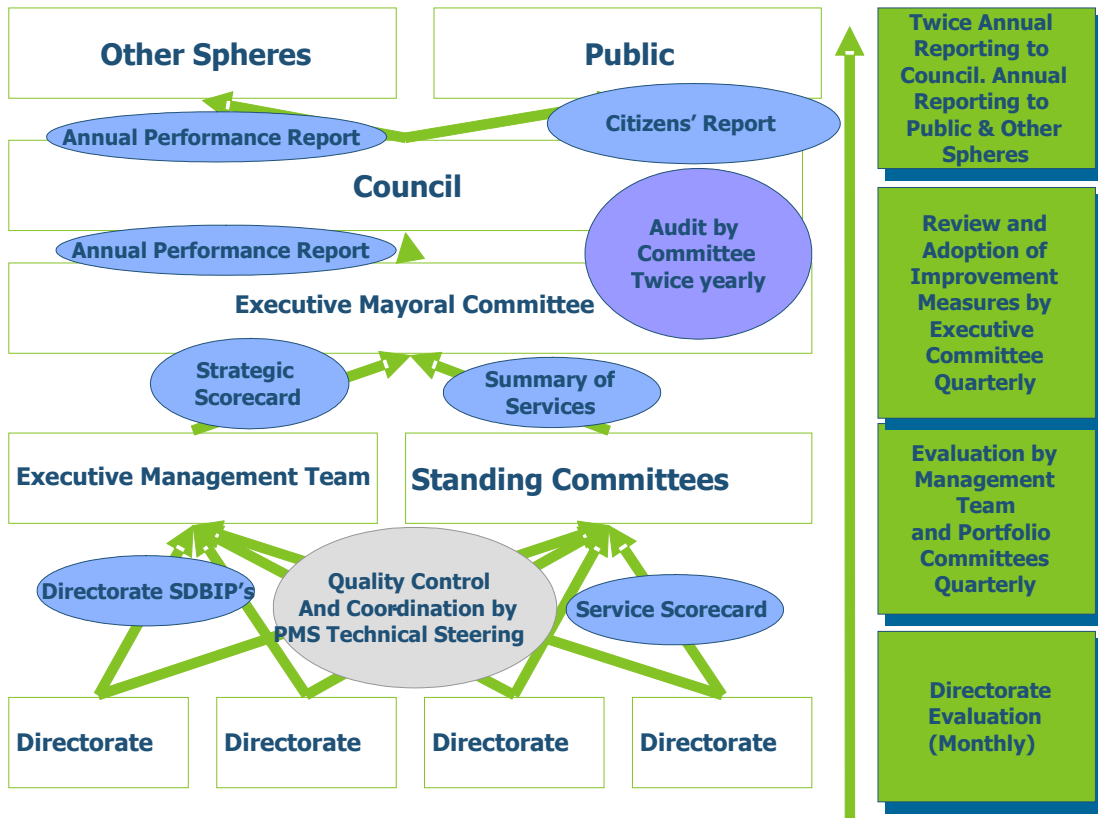 Other Spheres
Public
Annual Performance Report
Citizens’ Report
Council
Annual Performance Report
Audit by
Committee
Twice yearly
Executive Mayoral Committee
Strategic
Scorecard
Summary of
Services
Executive Management Team
Standing Committees
Directorate SDBIP’s
Quality Control
And Coordination by
PMS Technical Steering
Service Scorecard
Directorate
Directorate
Directorate
Directorate
Twice Annual
Reporting to
Council. Annual
Reporting to
Public & Other
Spheres
Review and
Adoption of
Improvement
Measures by
Executive
Committee
Quarterly
Evaluation by
Management
Team
and Portfolio
Committees
Quarterly
Directorate
Evaluation
(Monthly)